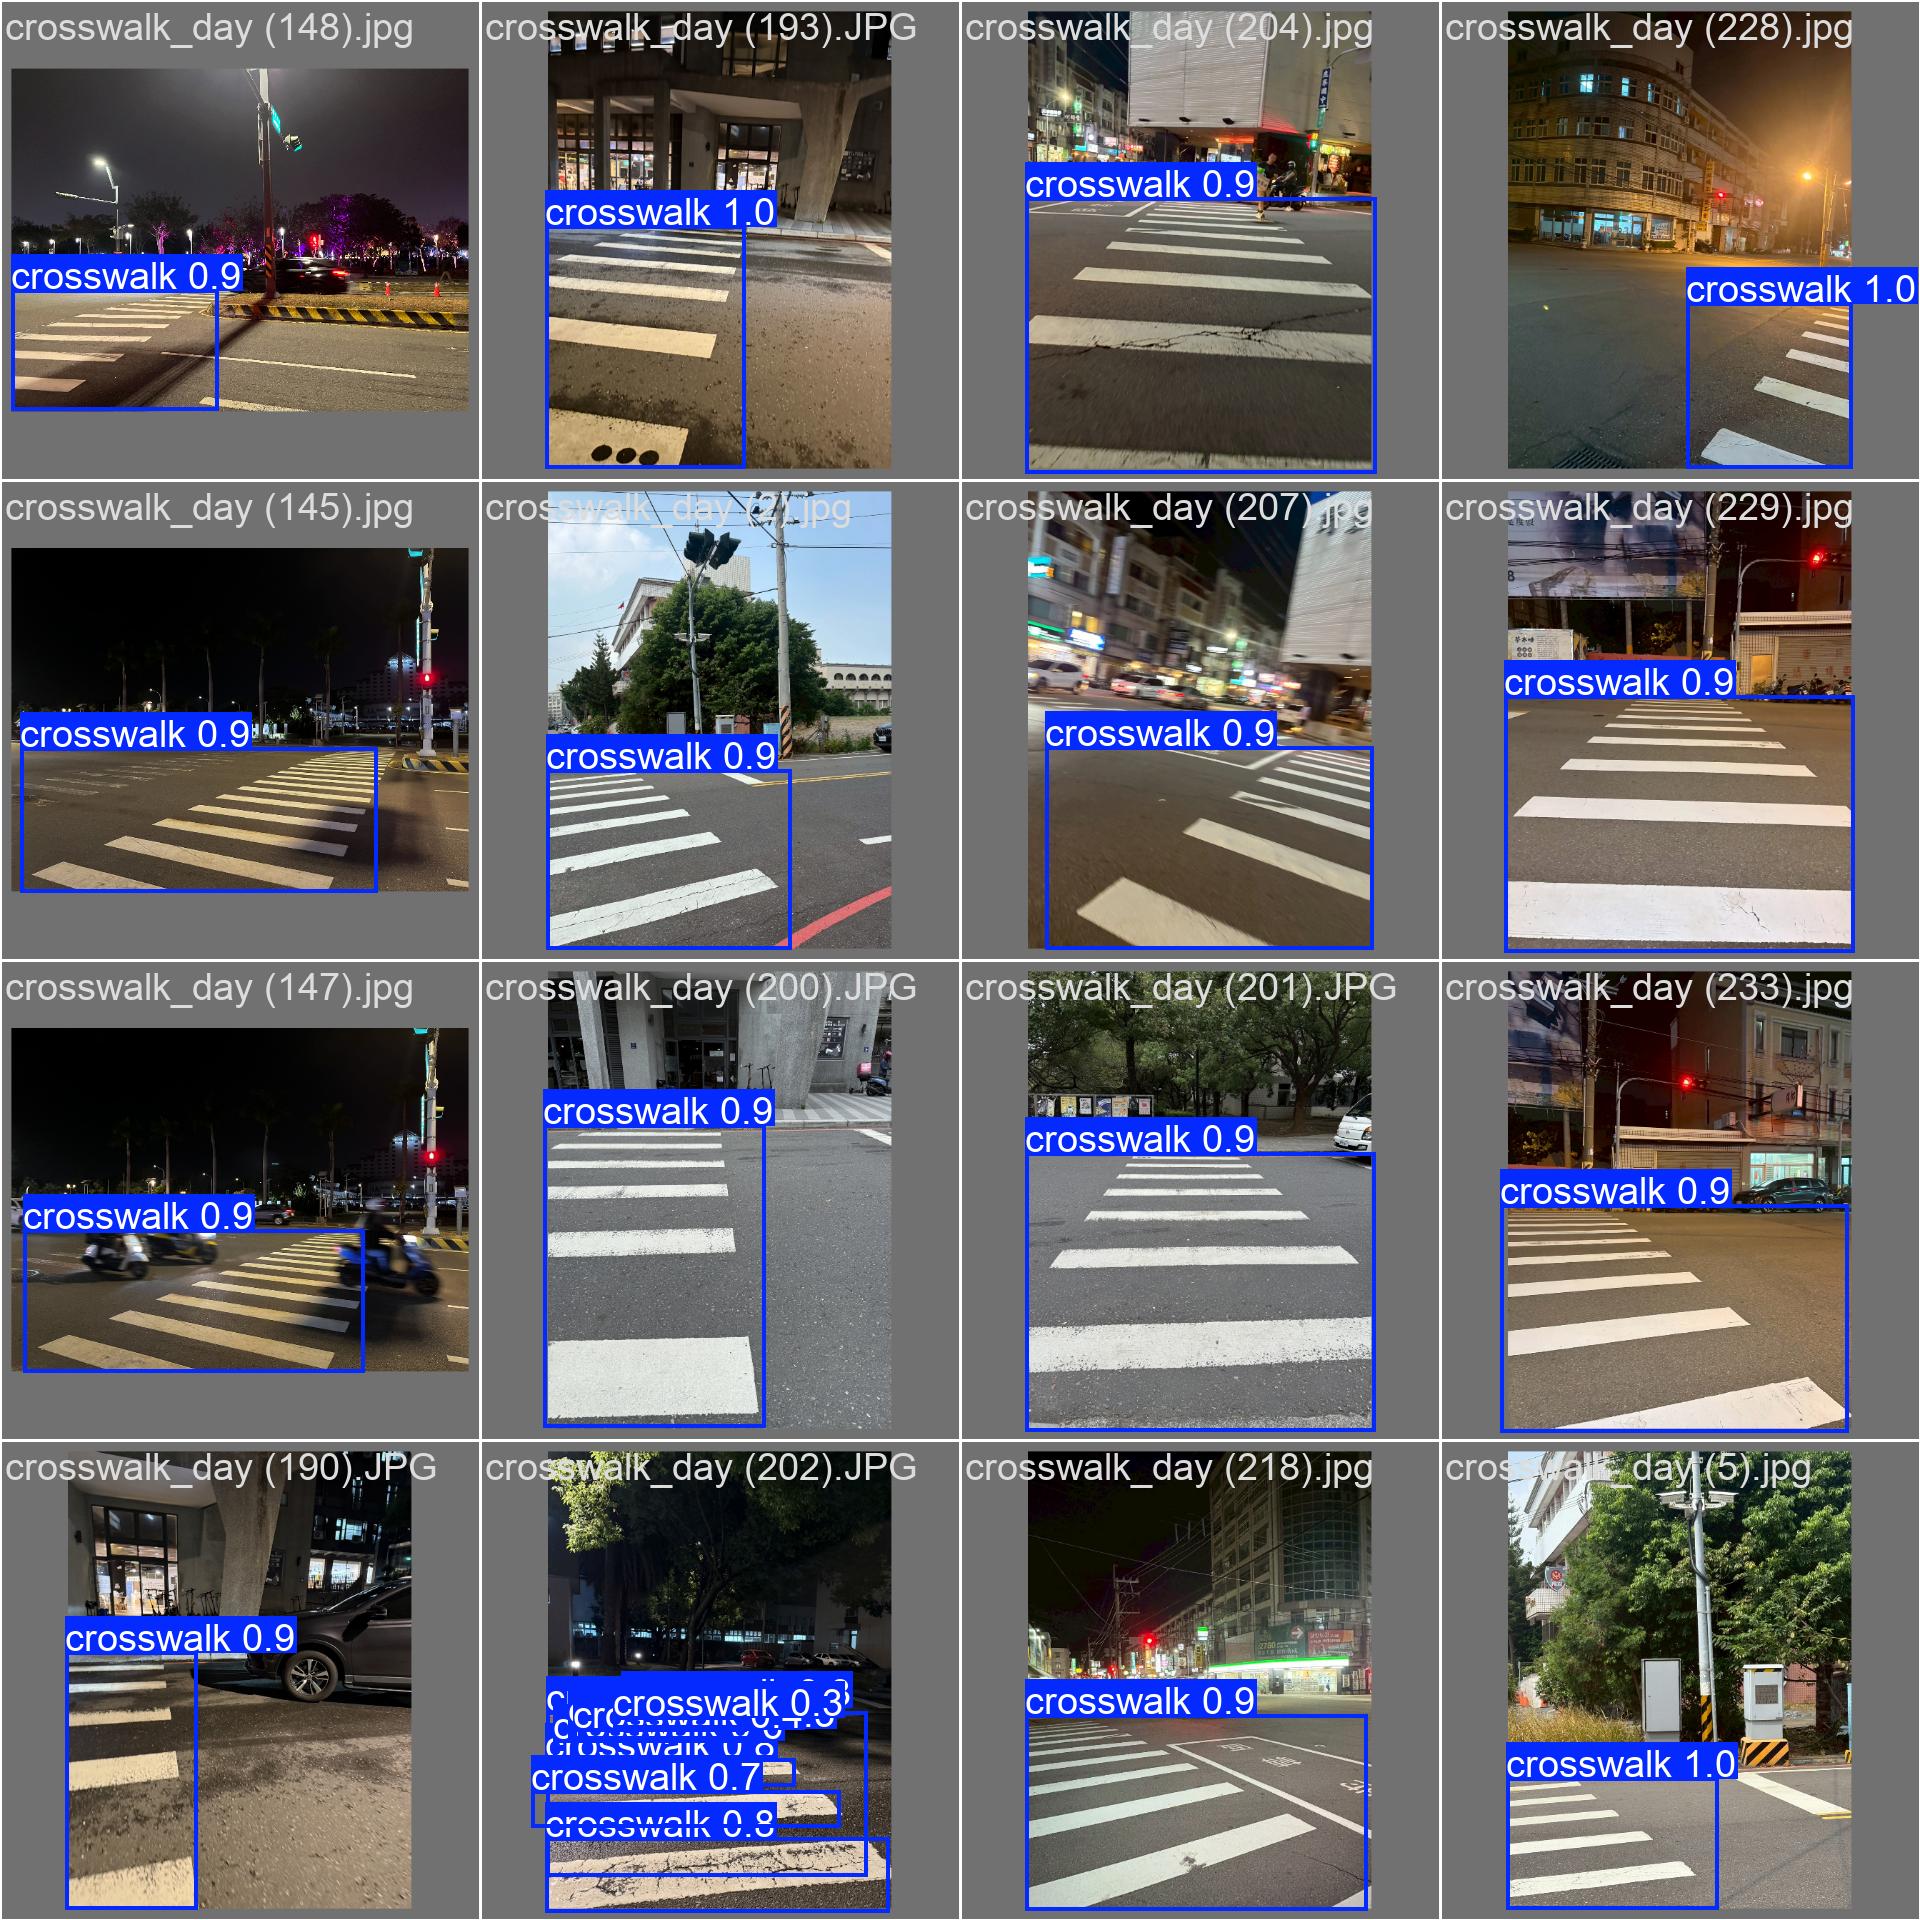 crosswalk_day (148).jpg
crosswalk 0.9
crosswalk_day (193).JPG
crosswalk 1.0
crosswalk_day (204).jpg
crosswalk 0.9
crosswalk_day (228).jpg
crosswalk 1.0
crosswalk_day (145).jpg
crosswalk 0.9
crosswalk_day (2).jpg
crosswalk 0.9
crosswalk_day (207).jpg
crosswalk 0.9
crosswalk_day (229).jpg
crosswalk 0.9
crosswalk_day (147).jpg
crosswalk 0.9
crosswalk_day (200).JPG
crosswalk 0.9
crosswalk_day (201).JPG
crosswalk 0.9
crosswalk_day (233).jpg
crosswalk 0.9
crosswalk_day (190).JPG
crosswalk 0.9
crosswalk_day (202).JPG
crosswalk 0.3
crosswalk 0.8
crosswalk 0.7
crosswalk 0.8
crosswalk_day (218).jpg
crosswalk 0.9
crosswalk_day (5).jpg
crosswalk 1.0